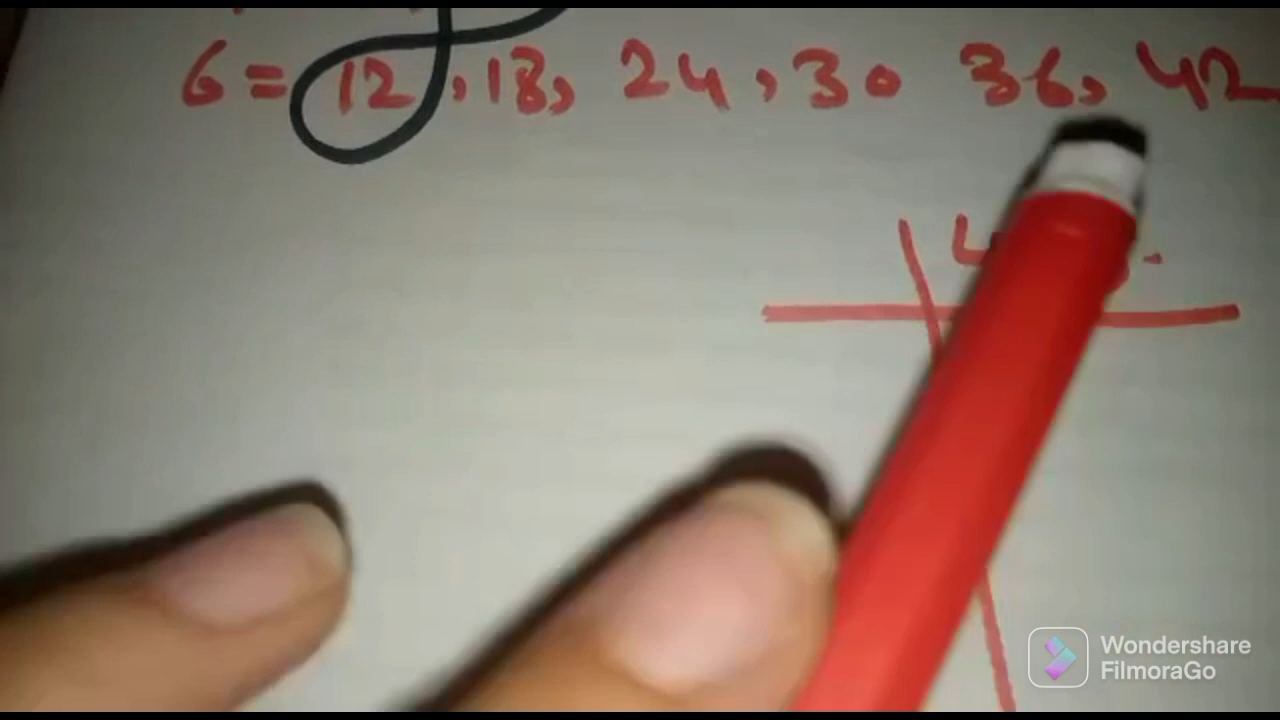 6 = 12, 18, 24, 30 36, 42
Wondershare
FilmoraGo